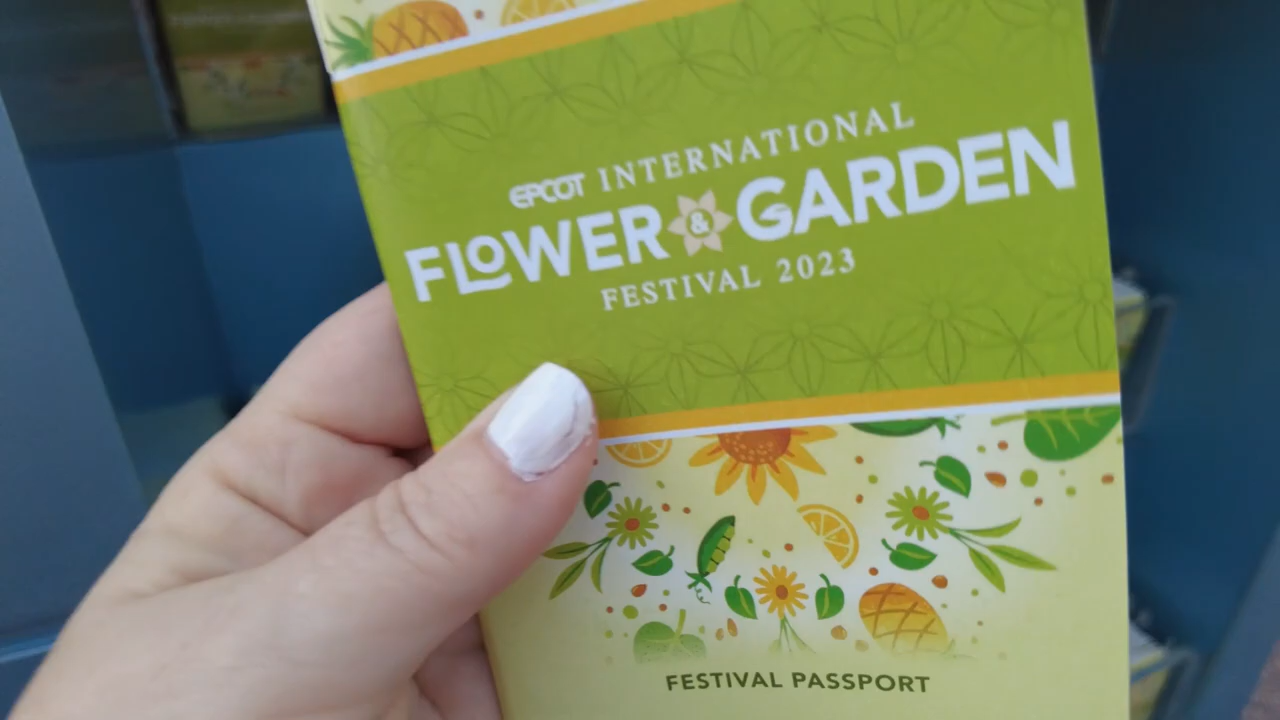 EPCOT INTERNATIONAL
FLOWER & GARDEN
FESTIVAL 2023
FESTIVAL PASSPORT